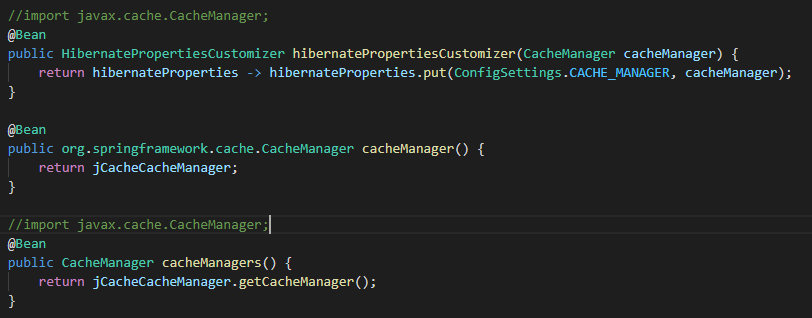 //import javax.cache.CacheManager;
@Bean
public HibernatePropertiesCustomizer hibernatePropertiesCustomizer(CacheManager cacheManager) {
    return hibernateProperties -> hibernateProperties.put(ConfigSettings.CACHE_MANAGER, cacheManager);
}
@Bean
public org.springframework.cache.CacheManager cacheManager() {
    return jCacheCacheManager;
}
//import javax.cache.CacheManager;
@Bean
public CacheManager cacheManagers() {
    return jCacheCacheManager.getCacheManager();
}